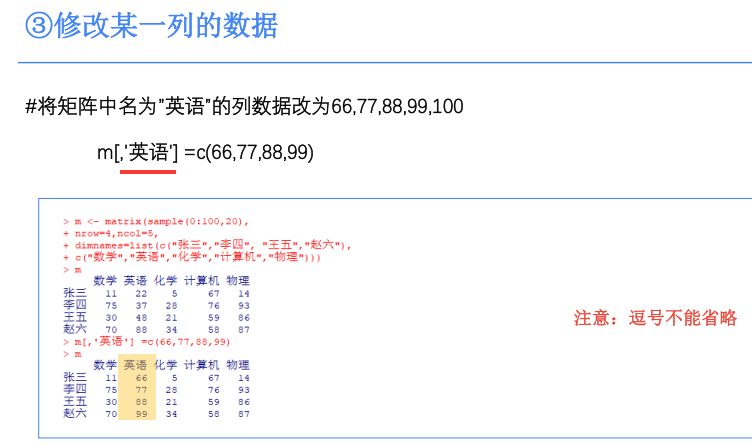 ③修改某一列的数据
#将矩阵中名为”英语”的列数据改为66,77,88,99,100
m[,'英语'] =c(66,77,88,99)
> m <- matrix(sample(0:100,20),
+ nrow=4,ncol=5,
+ dimnames=list(c("张三","李四", "王五","赵六"),
+ c("数学","英语","化学","计算机","物理")))
> m
数学 英语 化学 计算机 物理
张三 11 22 5 67 14
李四 75 37 28 76 93
王五 30 48 21 59 86
赵六 70 88 34 58 87
> m[,'英语'] =c(66,77,88,99)
> m
数学 英语 化学 计算机 物理
张三 11 66 5 67 14
李四 75 77 28 76 93
王五 30 88 21 59 86
赵六 70 99 34 58 87
注意：逗号不能省略